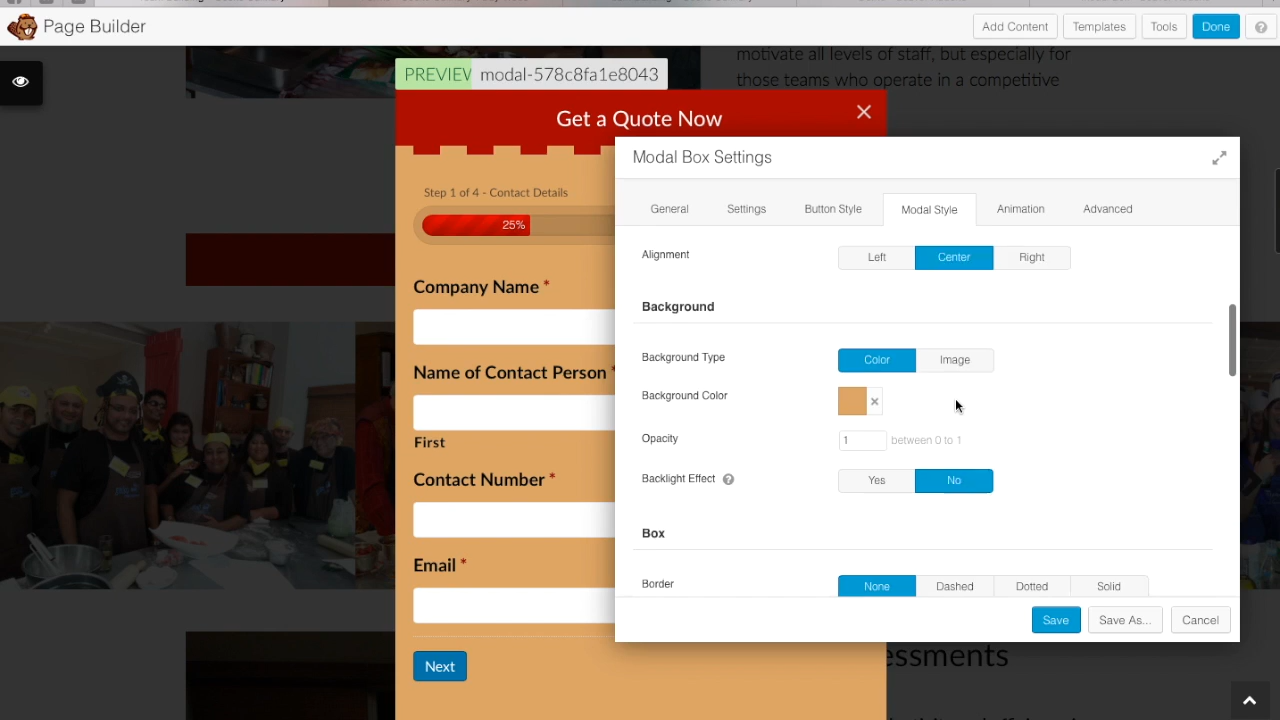 Page Builder
Add Content
Templates
Tools
Done
?
motivate all levels of staff, but especially for
those teams who operate in a competitive
PREVIEW modal-578c8fa1e8043
Get a Quote Now
Step 1 of 4 - Contact Details
25%
Company Name *
Name of Contact Person *
First
Contact Number *
Email *
Next
Modal Box Settings
General
Settings
Button Style
Modal Style
Animation
Advanced
Alignment
Left
Center
Right
Background
Background Type
Color
Image
Background Color
Opacity
1
between 0 to 1
Backlight Effect ?
Yes
No
Box
Border
None
Dashed
Dotted
Solid
Save
Save As...
Cancel
essments